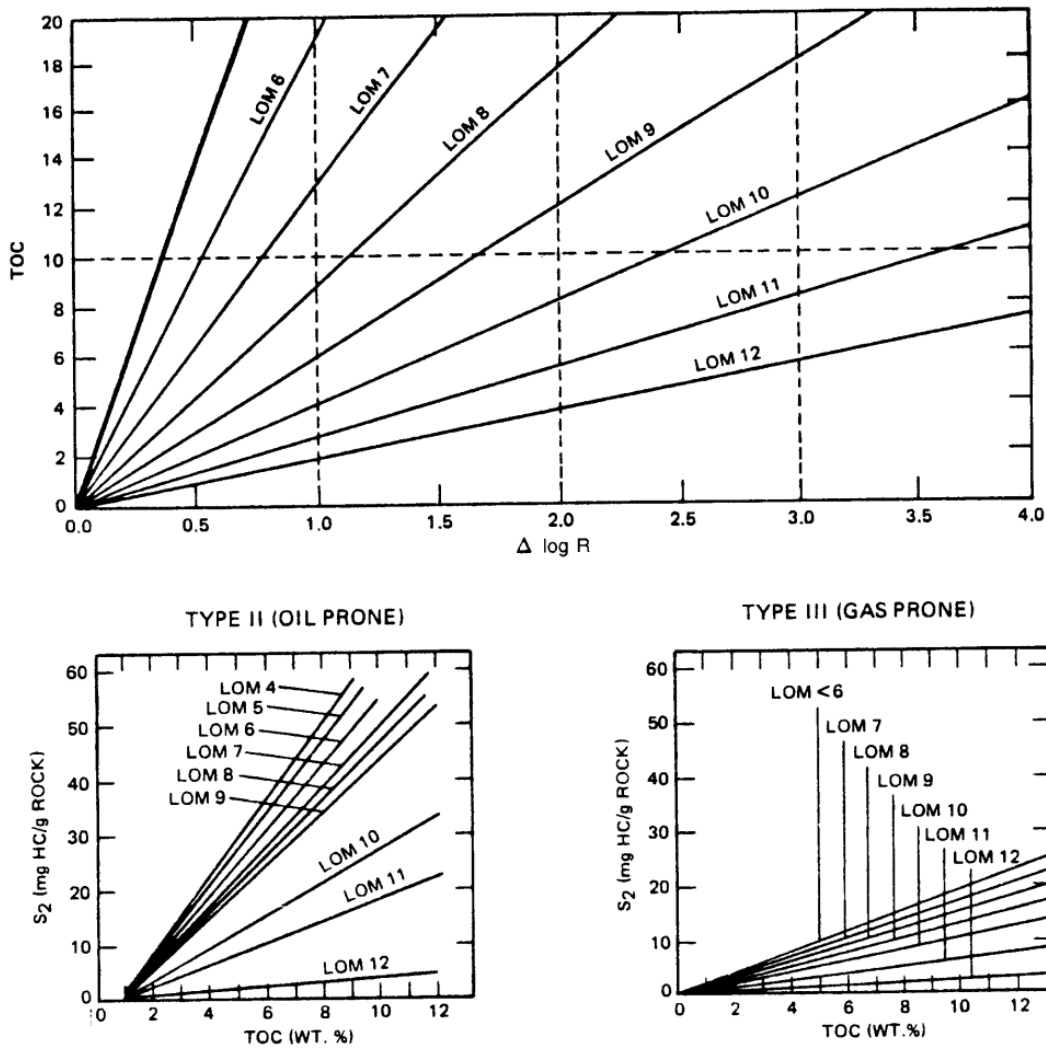 20
18
16
14
12
10
8
6
4
2
0
TOC
LOM 6
LOM 7
LOM 8
LOM 9
LOM 10
LOM 11
LOM 12
0.0 0.5 1.0 1.5 2.0 2.5 3.0 3.5 4.0
Δ log R
TYPE II (OIL PRONE)
60
50
40
30
20
10
0
S2 (mg HC/g ROCK)
LOM 4
LOM 5
LOM 6
LOM 7
LOM 8
LOM 9
LOM 10
LOM 11
LOM 12
0 2 4 6 8 10 12
TOC (WT. %)
TYPE III (GAS PRONE)
60
50
40
30
20
10
0
S2 (mg HC/g ROCK)
LOM <6
LOM 7
LOM 8
LOM 9
LOM 10
LOM 11
LOM 12
0 2 4 6 8 10 12
TOC (WT. %)